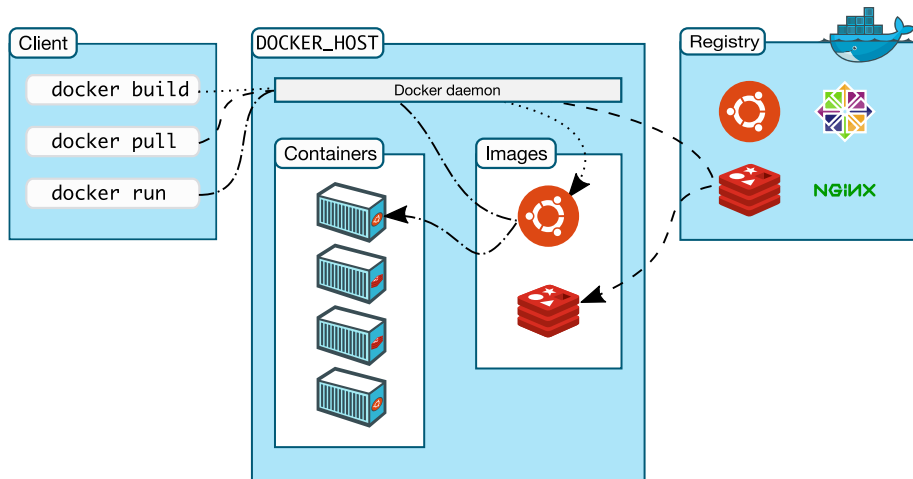 Client
docker build
docker pull
docker run
DOCKER_HOST
Docker daemon
Containers
Images
Registry
NGINX